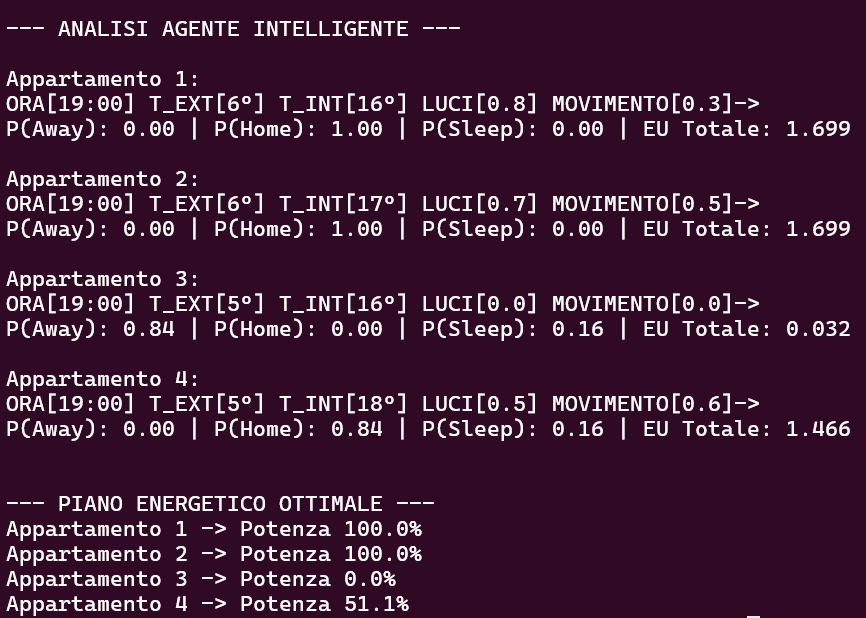 --- ANALISI AGENTE INTELLIGENTE ---
Appartamento 1:
ORA[19:00] T_EXT[6°] T_INT[16°] LUCI[0.8] MOVIMENTO[0.3]->
P(Away): 0.00 | P(Home): 1.00 | P(Sleep): 0.00 | EU Totale: 1.699
Appartamento 2:
ORA[19:00] T_EXT[6°] T_INT[17°] LUCI[0.7] MOVIMENTO[0.5]->
P(Away): 0.00 | P(Home): 1.00 | P(Sleep): 0.00 | EU Totale: 1.699
Appartamento 3:
ORA[19:00] T_EXT[5°] T_INT[16°] LUCI[0.0] MOVIMENTO[0.0]->
P(Away): 0.84 | P(Home): 0.00 | P(Sleep): 0.16 | EU Totale: 0.032
Appartamento 4:
ORA[19:00] T_EXT[5°] T_INT[18°] LUCI[0.5] MOVIMENTO[0.6]->
P(Away): 0.00 | P(Home): 0.84 | P(Sleep): 0.16 | EU Totale: 1.466
--- PIANO ENERGETICO OTTIMALE ---
Appartamento 1 -> Potenza 100.0%
Appartamento 2 -> Potenza 100.0%
Appartamento 3 -> Potenza 0.0%
Appartamento 4 -> Potenza 51.1%